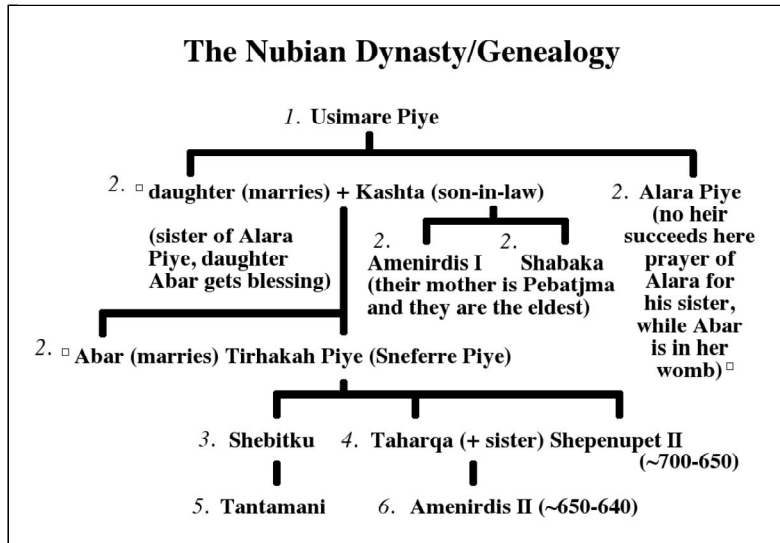 The Nubian Dynasty/Genealogy
1. Usimare Piye
2. □ daughter (marries) + Kashta (son-in-law)
(sister of Alara
Piye, daughter
Abar gets blessing)
2. Amenirdis I 2. Shabaka
(their mother is Pebatjma
and they are the eldest)
2. Alara Piye
(no heir
succeeds here
prayer of
Alara for
his sister,
while Abar
is in her
womb) □
2. □ Abar (marries) Tirhakah Piye (Sneferre Piye)
3. Shebitku 4. Taharqa (+ sister) Shepenupet II
(~700-650)
5. Tantamani 6. Amenirdis II (~650-640)